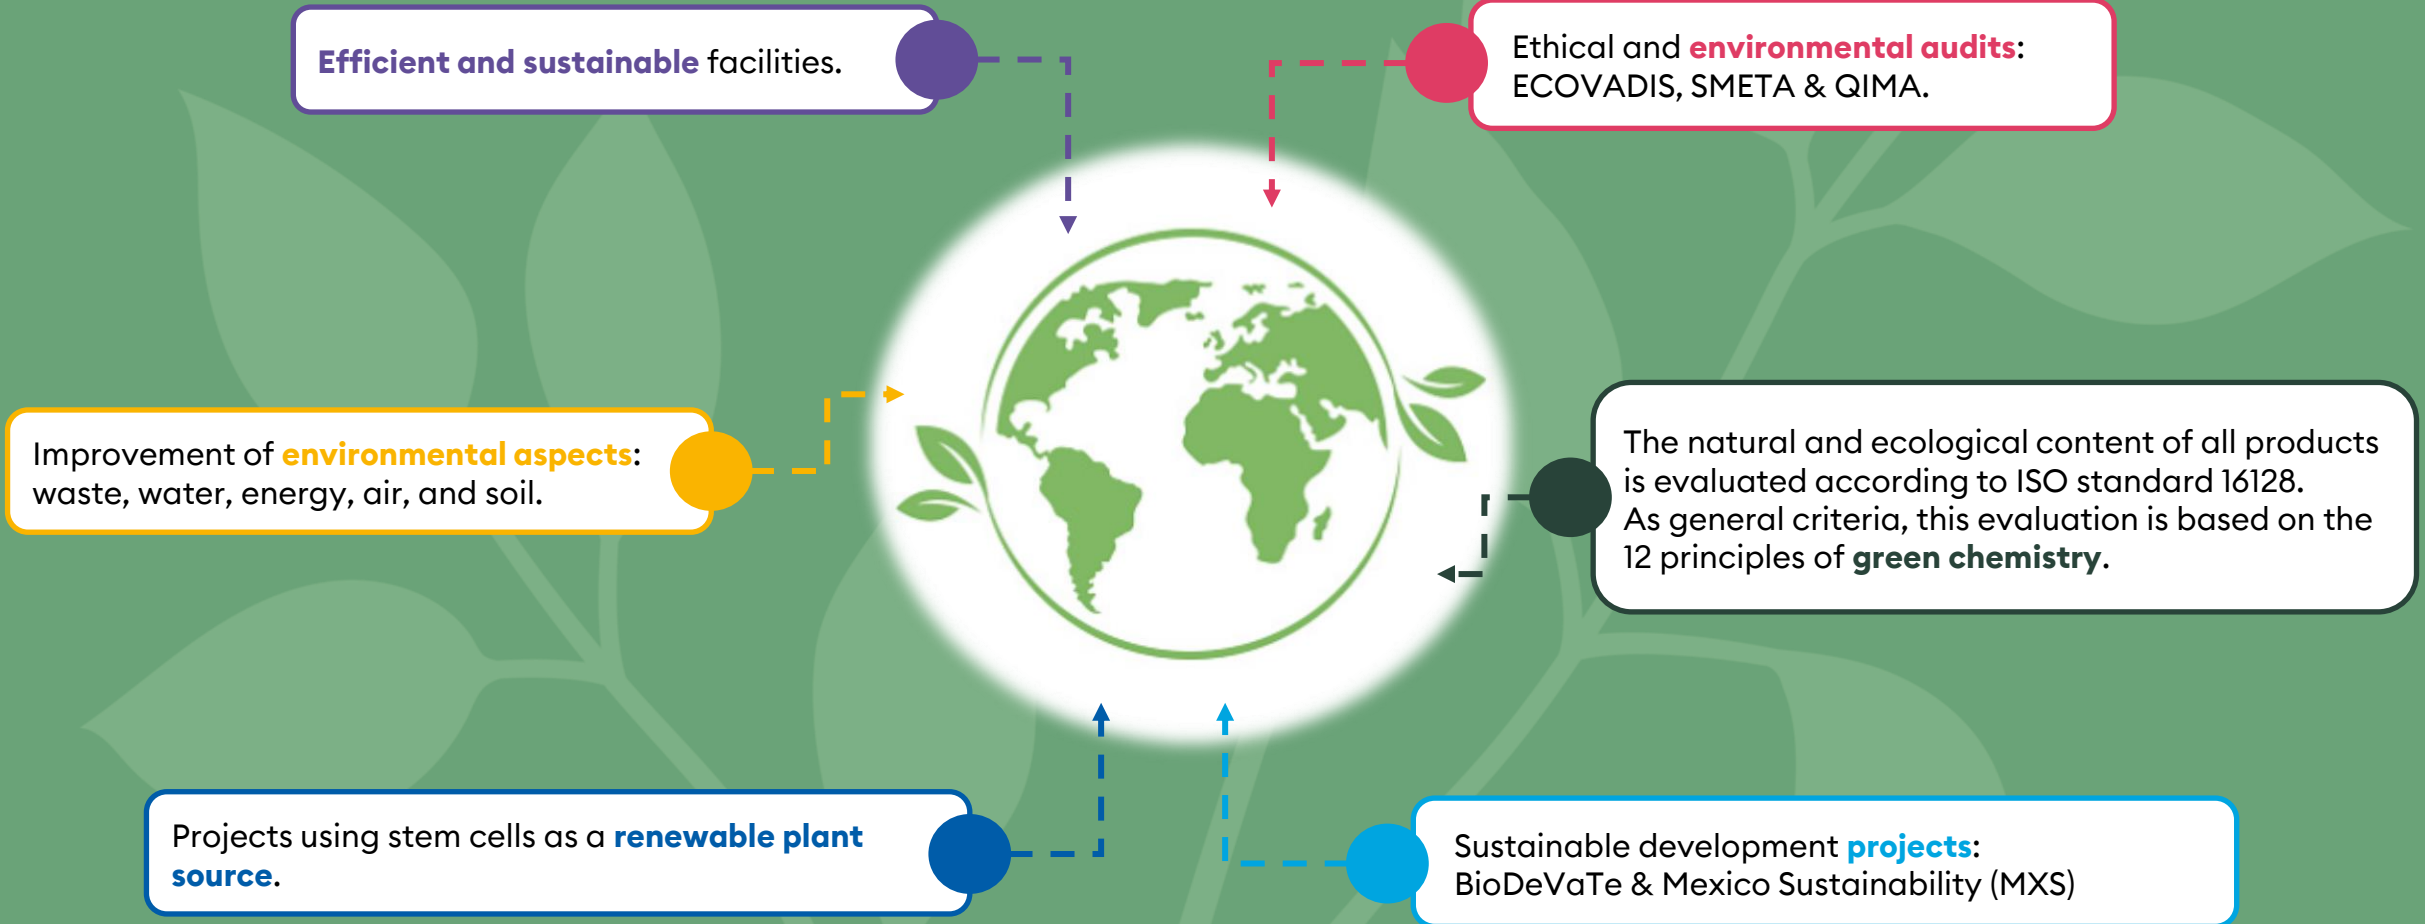 Efficient and sustainable facilities.
Ethical and environmental audits:
ECOVADIS, SMETA & QIMA.
Improvement of environmental aspects:
waste, water, energy, air, and soil.
The natural and ecological content of all products
is evaluated according to ISO standard 16128.
As general criteria, this evaluation is based on the
12 principles of green chemistry.
Projects using stem cells as a renewable plant
source.
Sustainable development projects:
BioDeVaTe & Mexico Sustainability (MXS)